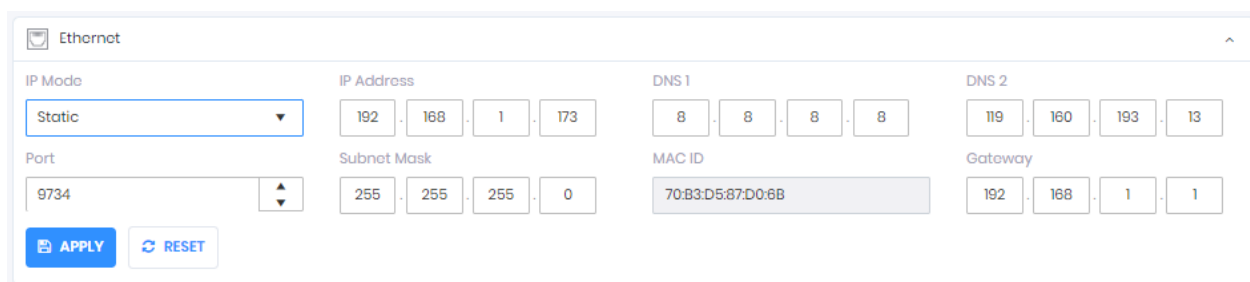 Ethernet
IP Mode IP Address DNS 1 DNS 2
Static 192 . 168 . 1 . 173 8 . 8 . 8 . 8 119 . 160 . 193 . 13
Port Subnet Mask MAC ID Gateway
9734 255 . 255 . 255 . 0 70:B3:D5:87:D0:6B 192 . 168 . 1 . 1
APPLY RESET